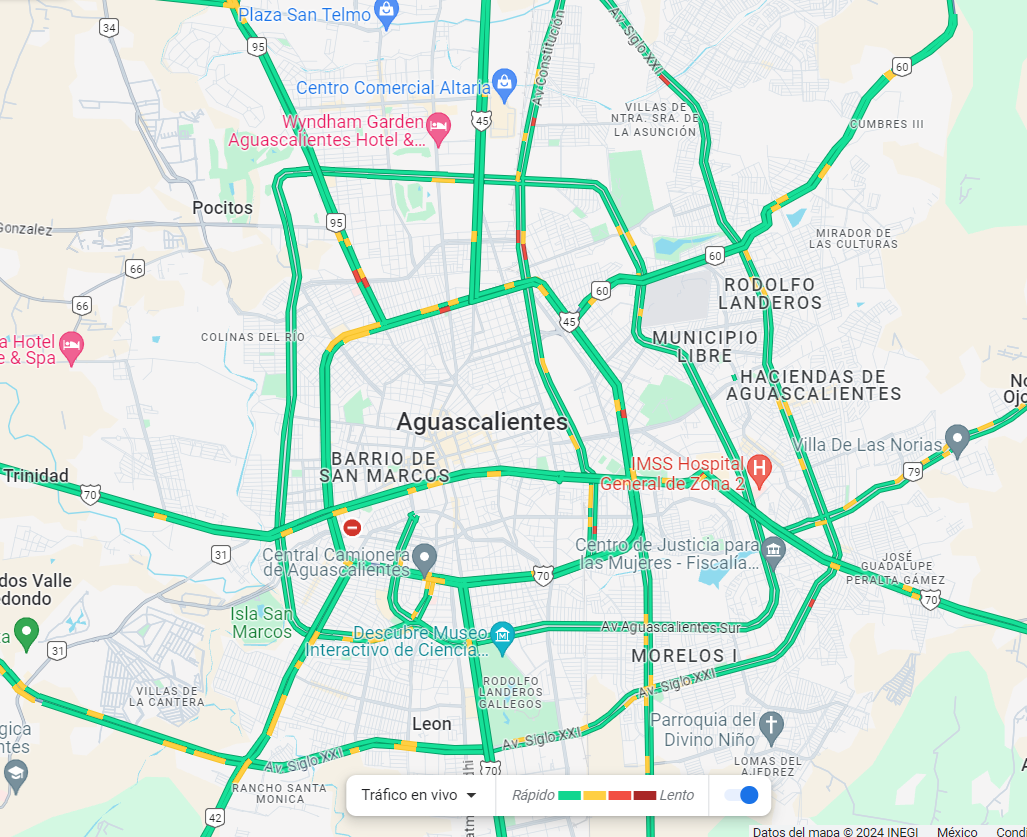 Plaza San Telmo
34
95
60
Av. Siglo XXI
Av Constitución
Centro Comercial Altaria
45
Wyndham Garden
Aguascalientes Hotel &...
VILLAS DE
NTRA. SRA. DE
LA ASUNCIÓN
CUMBRES III
Pocitos
95
Gonzalez
MIRADOR DE
LAS CULTURAS
66
60
66
60
RODOLFO
LANDEROS
45
COLINAS DEL RÍO
a Hotel
e & Spa
MUNICIPIO
LIBRE
HACIENDAS DE
AGUASCALIENTES
No
Ojo
Aguascalientes
Villa De Las Norias
BARRIO DE
SAN MARCOS
IMSS Hospital
General de Zona 2
79
Trinidad
70
31
Central Camionera
de Aguascalientes
Centro de Justicia para
las Mujeres - Fiscalía...
70
JOSÉ
GUADALUPE
PERALTA GÁMEZ
70
dos Valle
edondo
Isla San
Marcos
Av Aguascalientes Sur
Descubre Museo
Interactivo de Ciencia...
31
MORELOS I
Av. Siglo XXI
VILLAS DE
LA CANTERA
RODOLFO
LANDEROS
GALLEGOS
Leon
Parroquia del
Divino Niño
Av. Siglo XXI
gica
ntes
Av. Siglo XXI
70
LOMAS DEL
AJEDREZ
RANCHO SANTA
MONICA
42
Tráfico en vivo
Rápido
Lento
Datos del mapa © 2024 INEGI
México
Condi